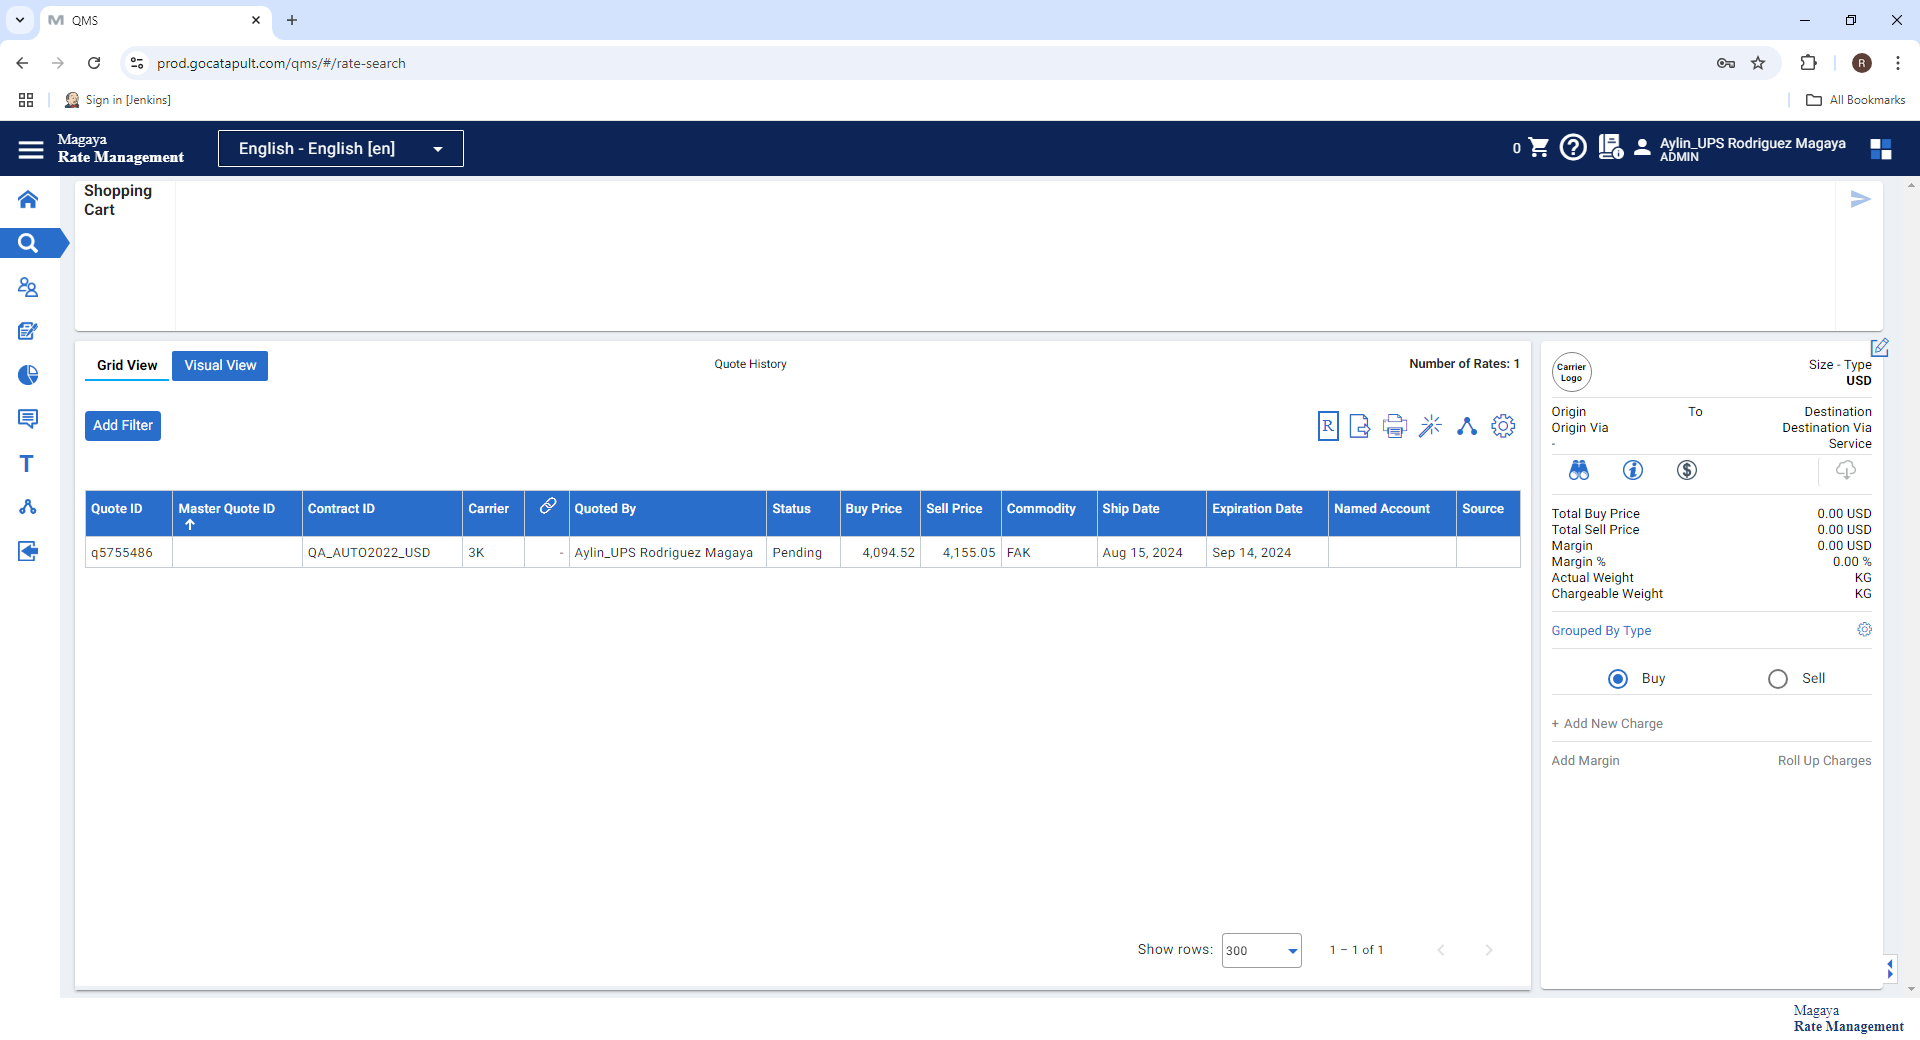 QMS
prod.gocatapult.com/qms/#/rate-search
R
Sign in [Jenkins]
All Bookmarks
Magaya
Rate Management
English - English [en]
0
Aylin_UPS Rodriguez Magaya
ADMIN
Shopping
Cart
Grid View
Visual View
Quote History
Number of Rates: 1
Add Filter
R
Quote ID
Master Quote ID
Contract ID
Carrier
Quoted By
Status
Buy Price
Sell Price
Commodity
Ship Date
Expiration Date
Named Account
Source
q5755486
QA_AUTO2022_USD
3K
-
Aylin_UPS Rodriguez Magaya
Pending
4,094.52
4,155.05
FAK
Aug 15, 2024
Sep 14, 2024
Show rows:
300
1 – 1 of 1
Carrier
Logo
Size - Type
USD
Origin
To
Destination
Origin Via
Destination Via
-
Service
Total Buy Price
0.00 USD
Total Sell Price
0.00 USD
Margin
0.00 USD
Margin %
0.00 %
Actual Weight
KG
Chargeable Weight
KG
Grouped By Type
Buy
Sell
+ Add New Charge
Add Margin
Roll Up Charges
T
Magaya
Rate Management